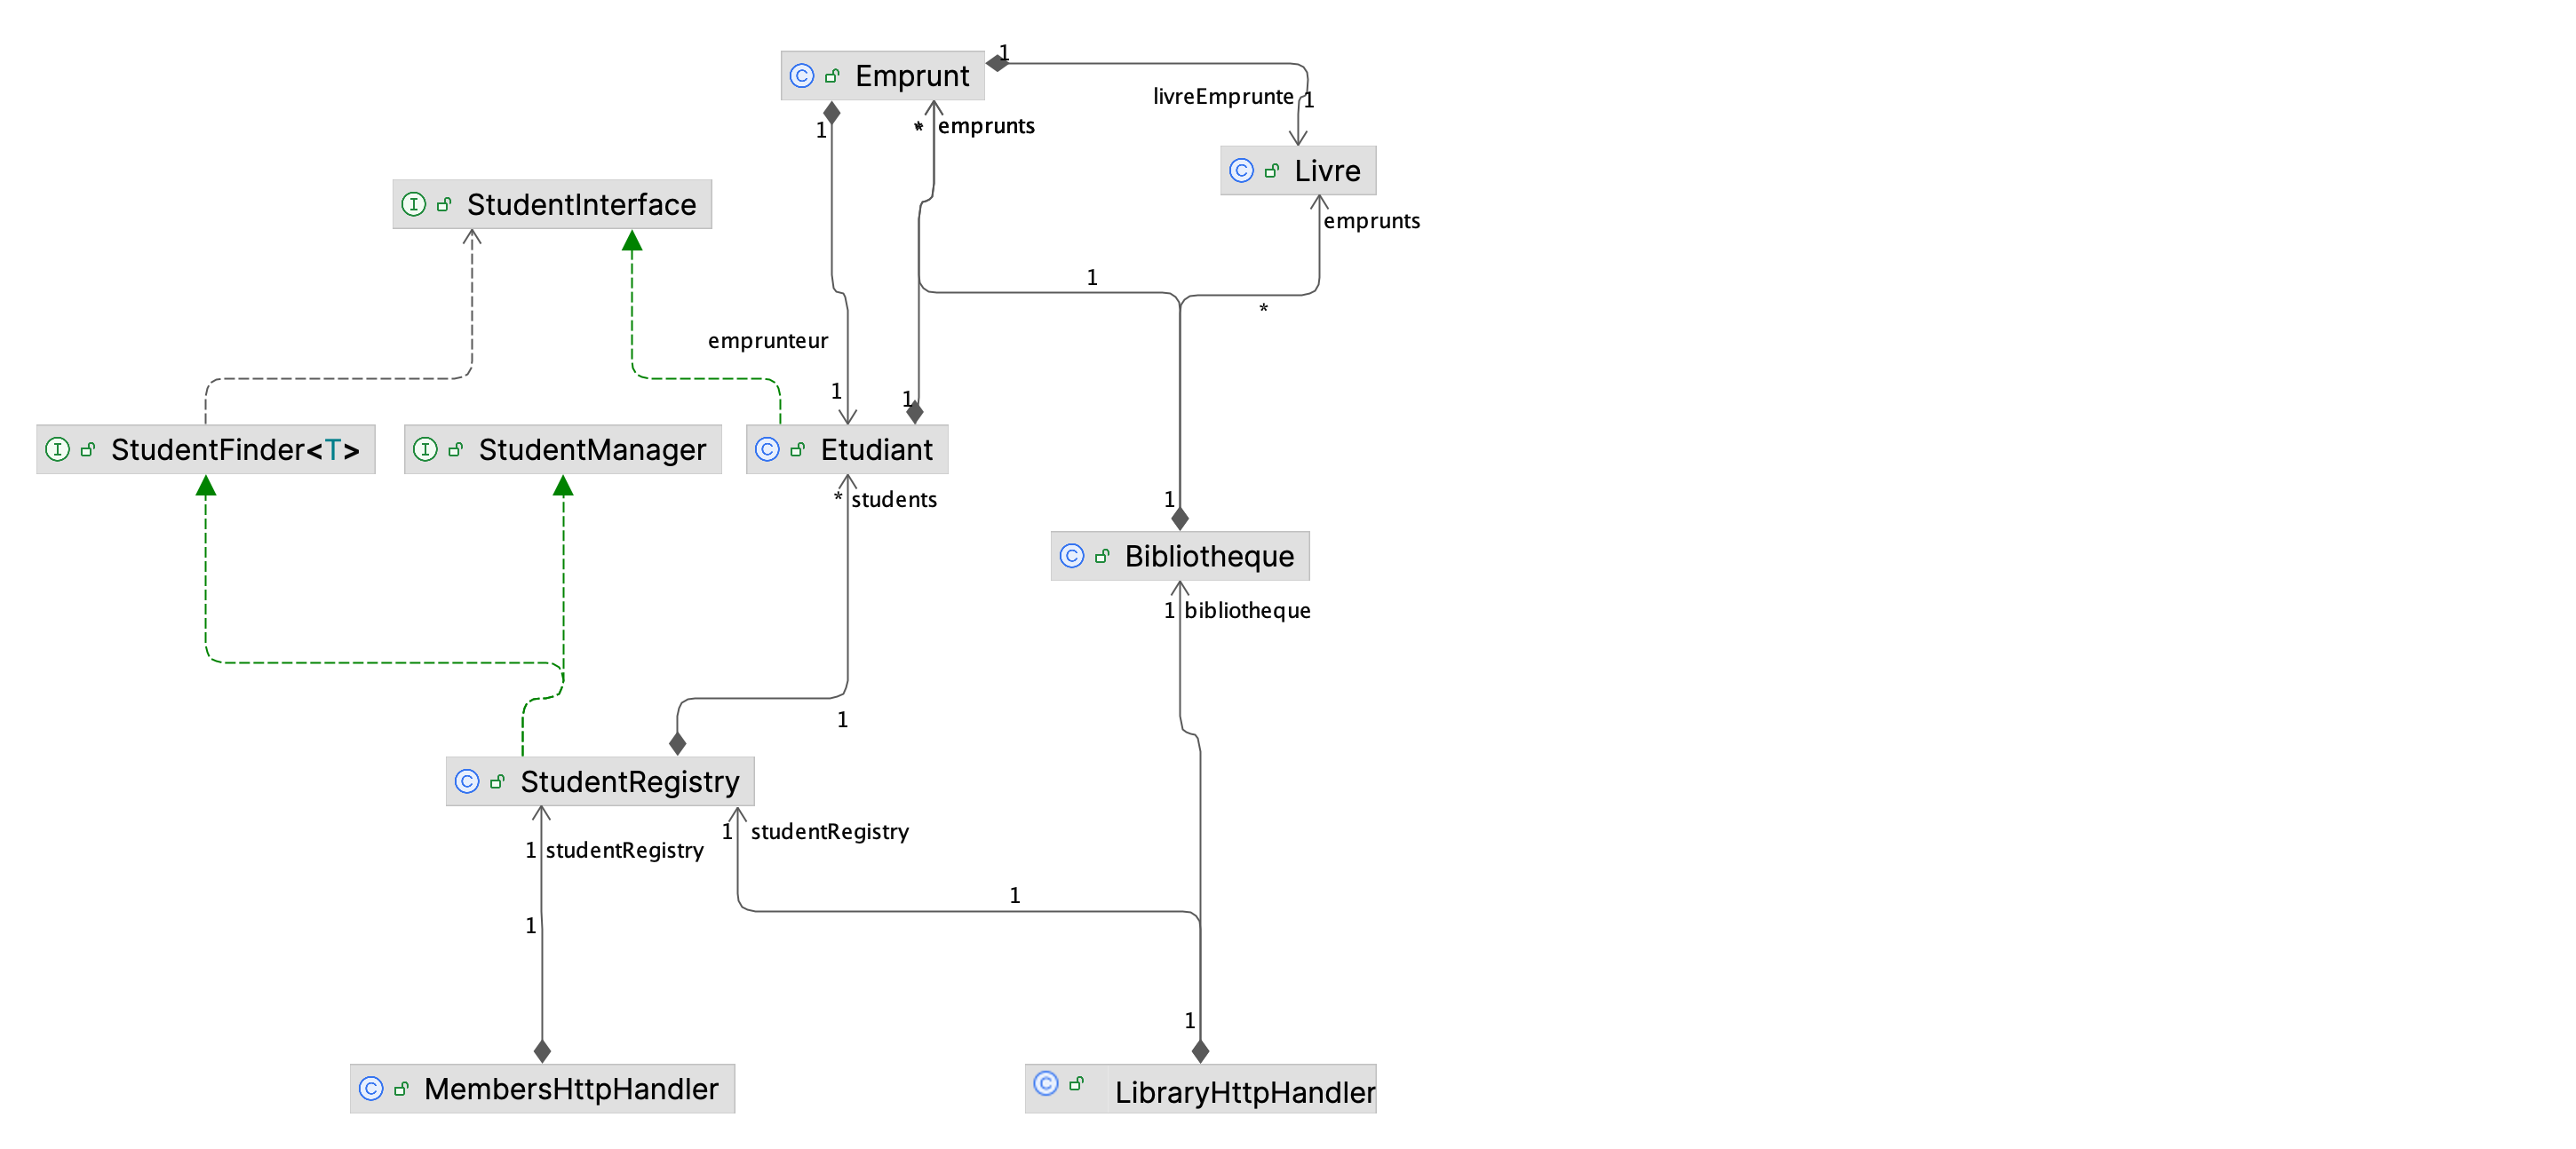 C Emprunt
1
livreEmprunte 1
1
* emprunts
C Livre
I StudentInterface
emprunts
1
*
emprunteur
1
1
I StudentFinder<T>
I StudentManager
C Etudiant
* students
1
C Bibliotheque
1 bibliotheque
1
C StudentRegistry
1 studentRegistry
1 studentRegistry
1
1
1
C MembersHttpHandler
C LibraryHttpHandler